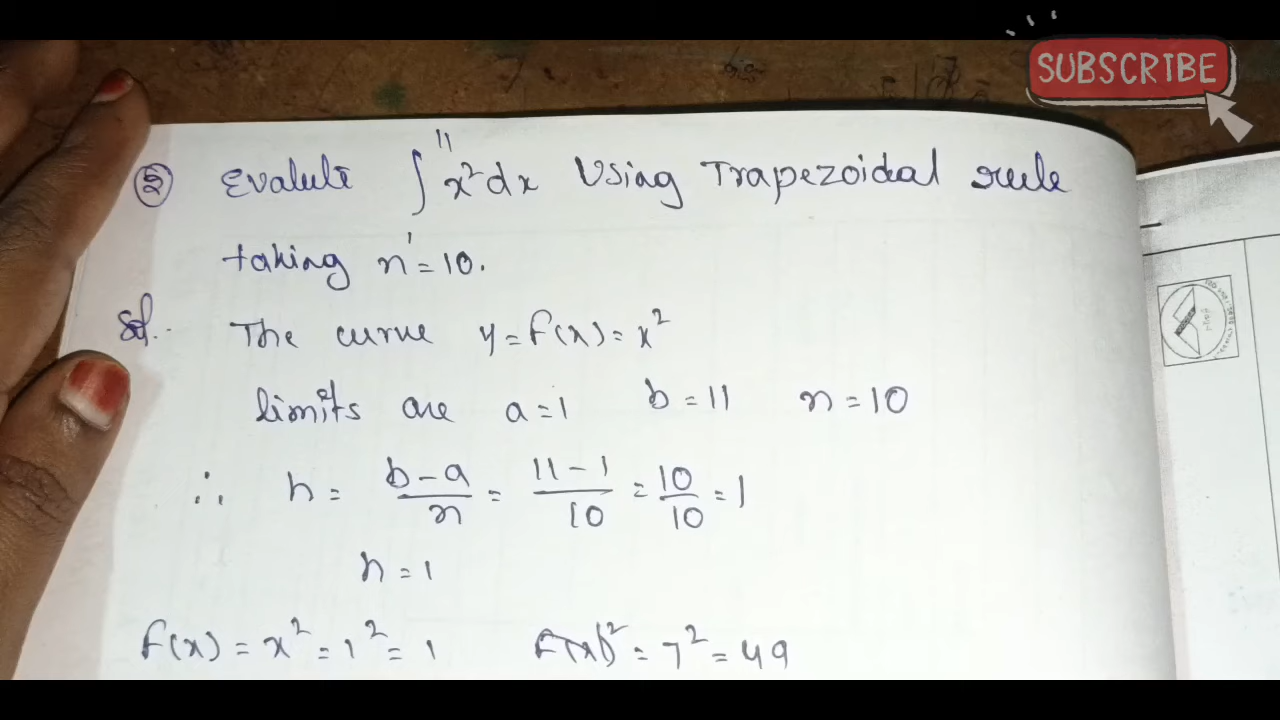 SUBSCRIBE
② Evalute ∫₁¹¹ x²dx Using Trapezoidal rule
taking n = 10.
Sol.
The curve y = f(x) = x²
limits are a = 1 b = 11 n = 10
∴ h = (b - a)/n = (11 - 1)/10 = 10/10 = 1
h = 1
f(x) = x² = 1² = 1 f(x)² = 7² = 49